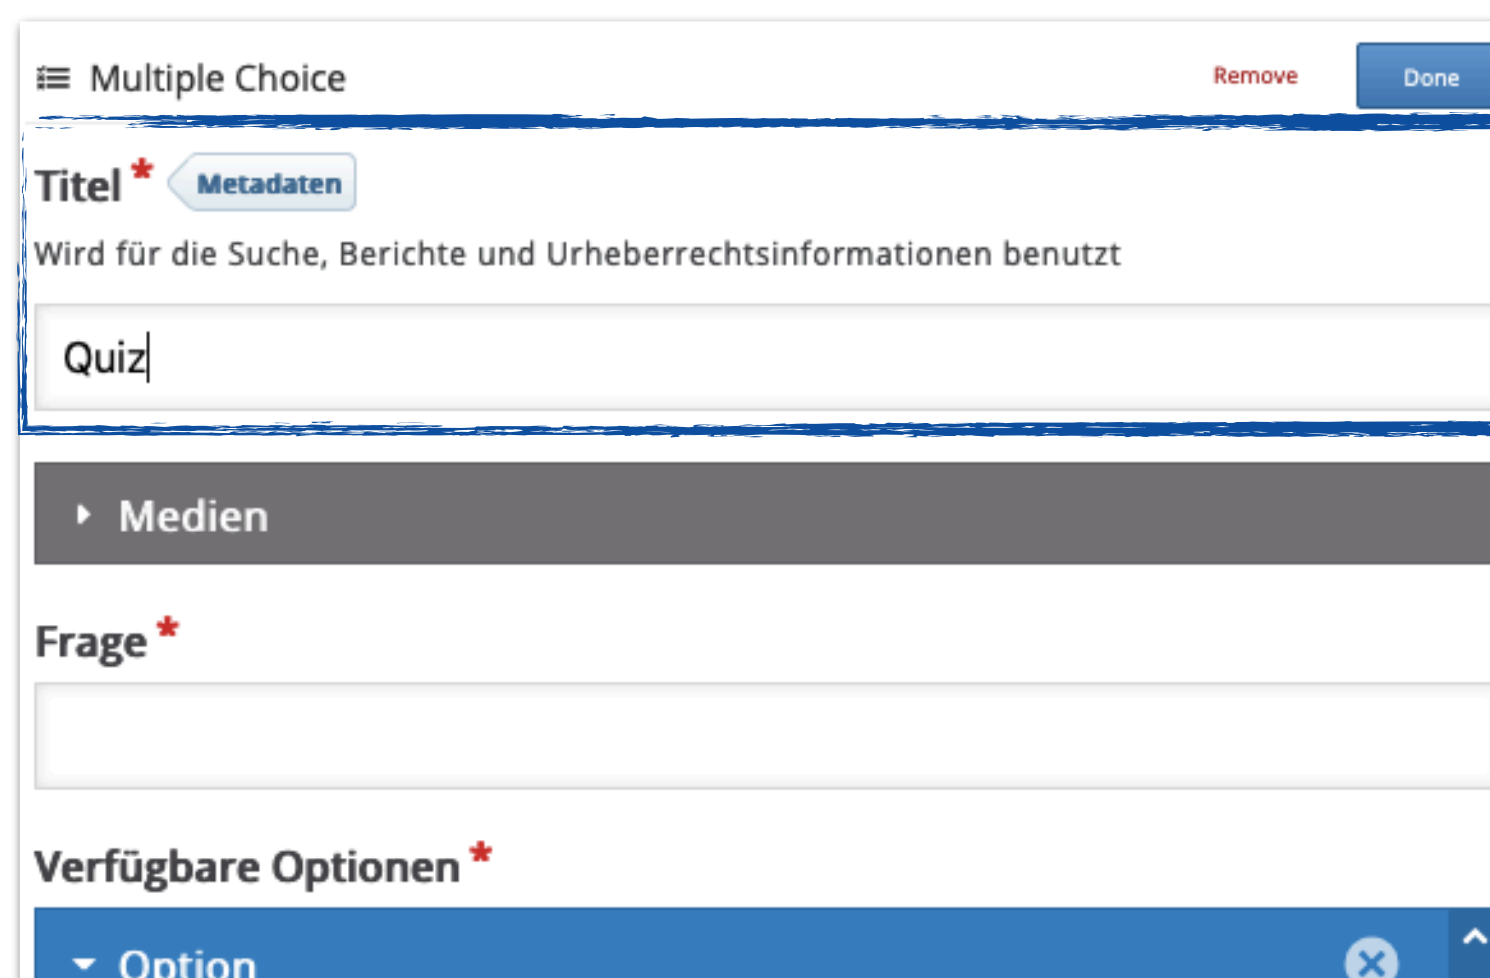 Multiple Choice Remove Done
Titel * Metadaten
Wird für die Suche, Berichte und Urheberrechtsinformationen benutzt
Quiz
Medien
Frage *
Verfügbare Optionen *
Option